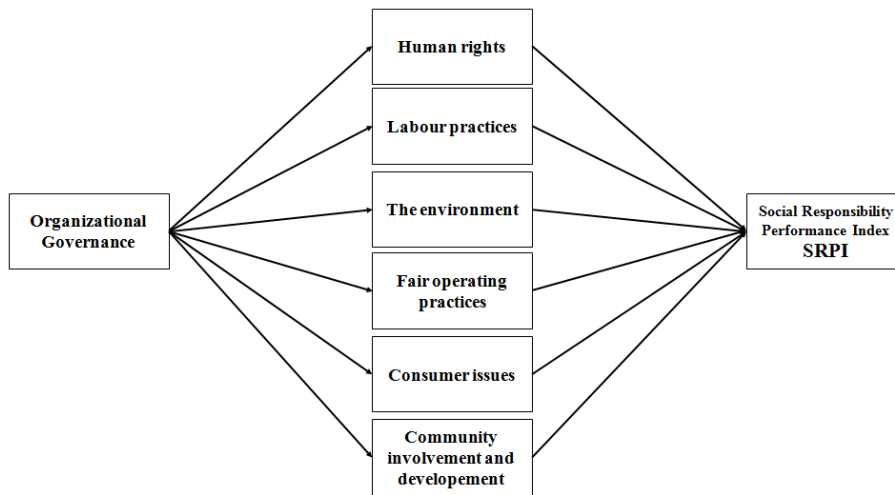 Human rights
Labour practices
Organizational
Governance
The environment
Social Responsibility
Performance Index
SRPI
Fair operating
practices
Consumer issues
Community
involvement and
developement